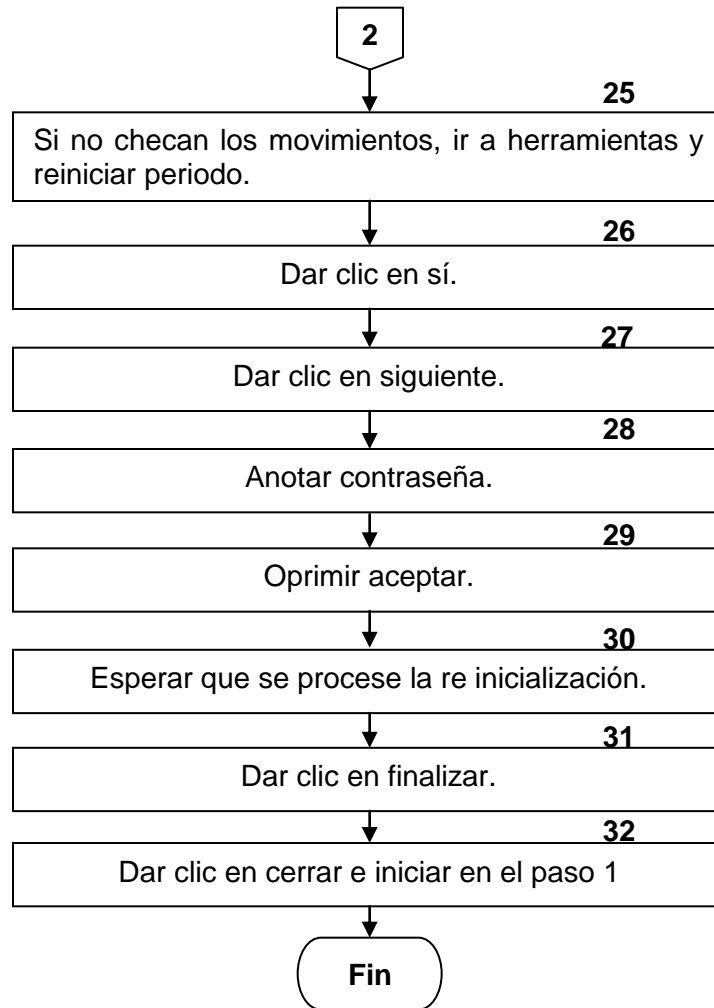 2
25
Si no checan los movimientos, ir a herramientas y
reiniciar periodo.
26
Dar clic en sí.
27
Dar clic en siguiente.
28
Anotar contraseña.
29
Oprimir aceptar.
30
Esperar que se procese la re inicialización.
31
Dar clic en finalizar.
32
Dar clic en cerrar e iniciar en el paso 1
Fin